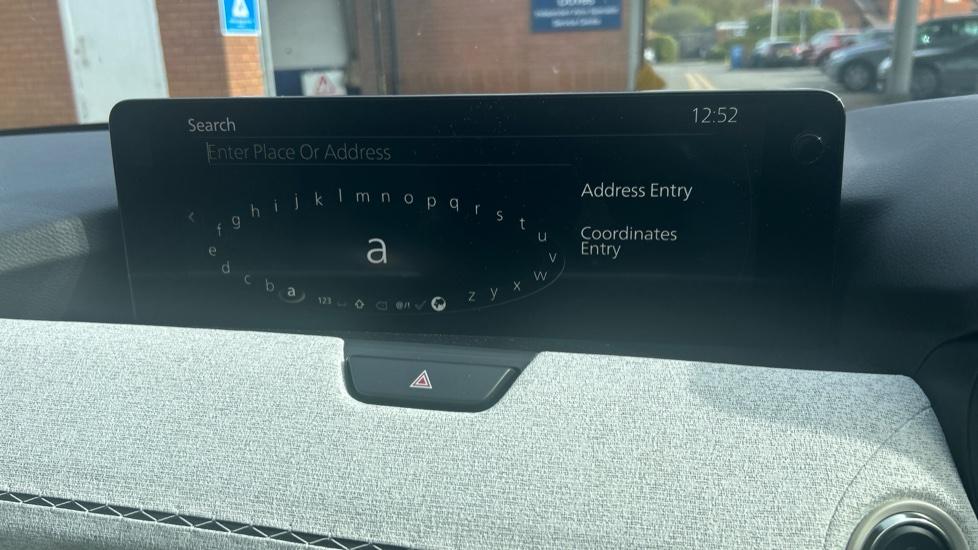 Search
12:52
Enter Place Or Address
Address Entry
Coordinates
Entry
f g h i j k l m n o p q r s t u v w x y z
e d c b a
a
123